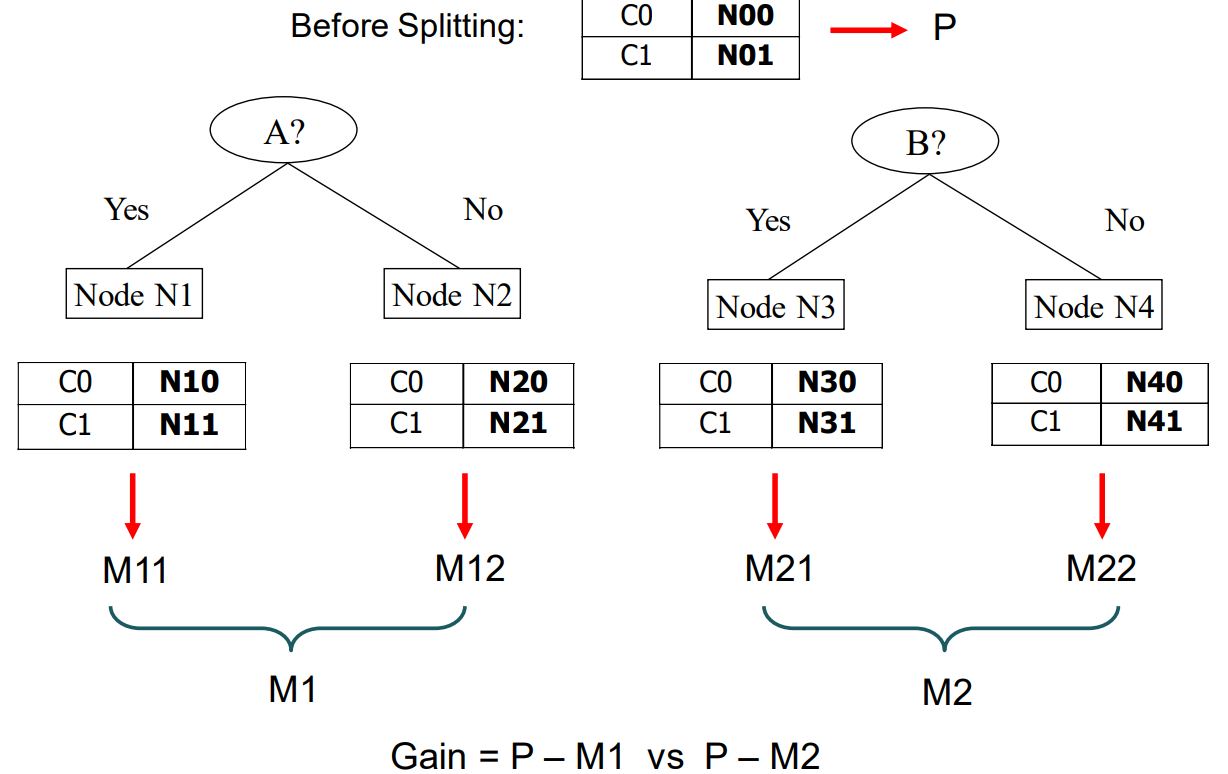 Before Splitting:
C0 N00
C1 N01
P
A?
Yes No
Node N1 Node N2
C0 N10
C1 N11
C0 N20
C1 N21
M11 M12
M1
B?
Yes No
Node N3 Node N4
C0 N30
C1 N31
C0 N40
C1 N41
M21 M22
M2
Gain = P – M1 vs P – M2